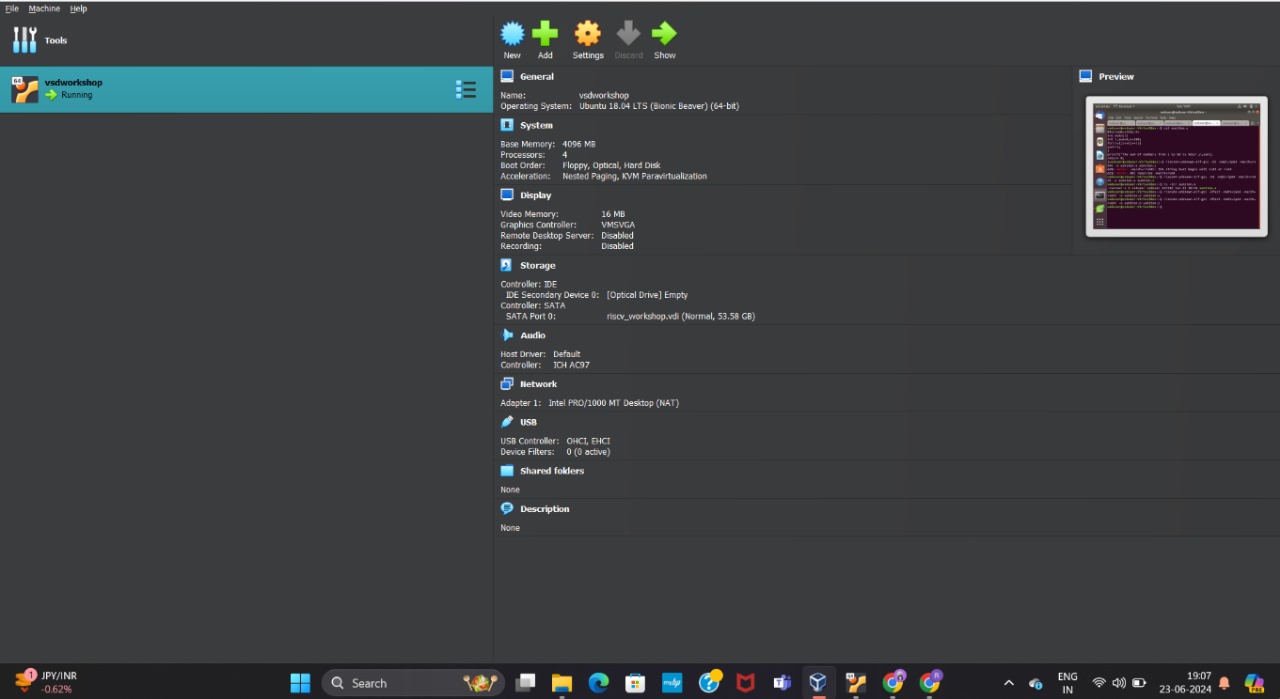 File Machine Help
Tools
New Add Settings Discard Show
64
vsdworkshop
Running
General
Name: vsdworkshop
Operating System: Ubuntu 18.04 LTS (Bionic Beaver) (64-bit)
System
Base Memory: 4096 MB
Processors: 4
Boot Order: Floppy, Optical, Hard Disk
Acceleration: Nested Paging, KVM Paravirtualization
Display
Video Memory: 16 MB
Graphics Controller: VMSVGA
Remote Desktop Server: Disabled
Recording: Disabled
Storage
Controller: IDE
IDE Secondary Device 0: [Optical Drive] Empty
Controller: SATA
SATA Port 0: riscv_workshop.vdi (Normal, 53.58 GB)
Audio
Host Driver: Default
Controller: ICH AC97
Network
Adapter 1: Intel PRO/1000 MT Desktop (NAT)
USB
USB Controller: OHCI, EHCI
Device Filters: 0 (0 active)
Shared folders
None
Description
None
Preview
1
JPY/INR
-0.62%
Search
ENG
IN
19:07
23-06-2024